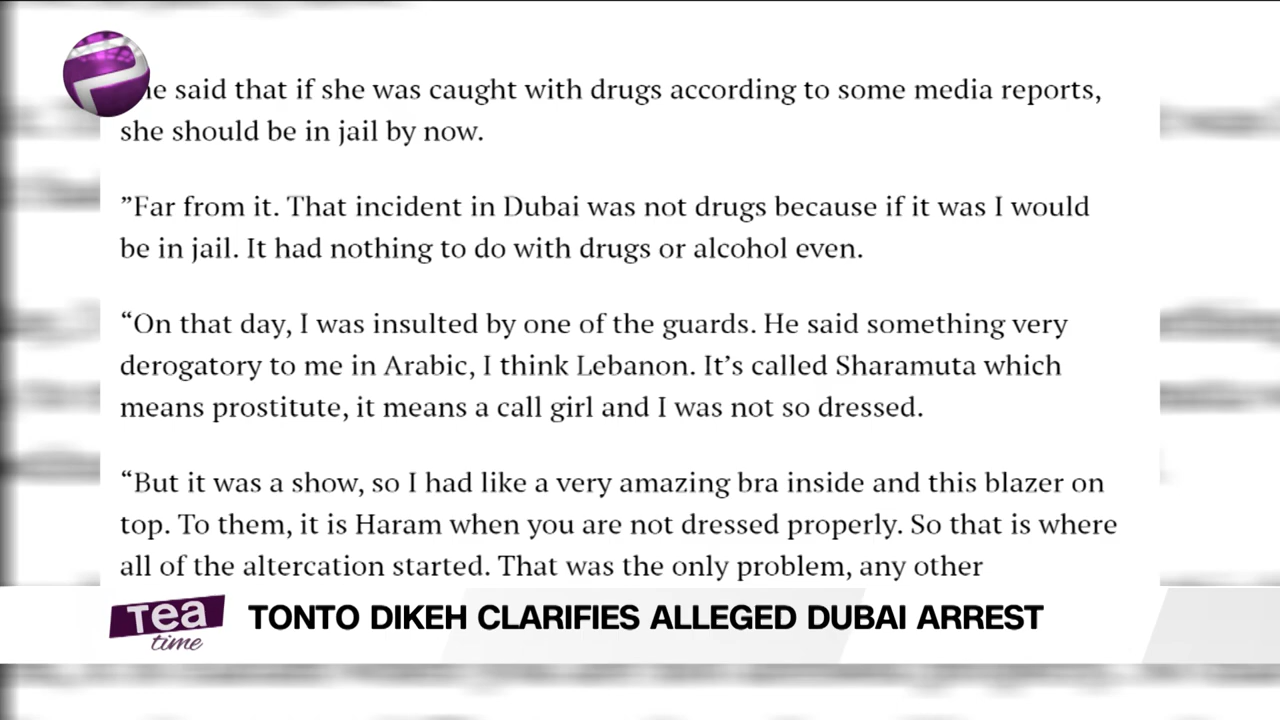 he said that if she was caught with drugs according to some media reports,
she should be in jail by now.
”Far from it. That incident in Dubai was not drugs because if it was I would
be in jail. It had nothing to do with drugs or alcohol even.
“On that day, I was insulted by one of the guards. He said something very
derogatory to me in Arabic, I think Lebanon. It’s called Sharamuta which
means prostitute, it means a call girl and I was not so dressed.
“But it was a show, so I had like a very amazing bra inside and this blazer on
top. To them, it is Haram when you are not dressed properly. So that is where
all of the altercation started. That was the only problem, any other
Tea
time
TONTO DIKEH CLARIFIES ALLEGED DUBAI ARREST